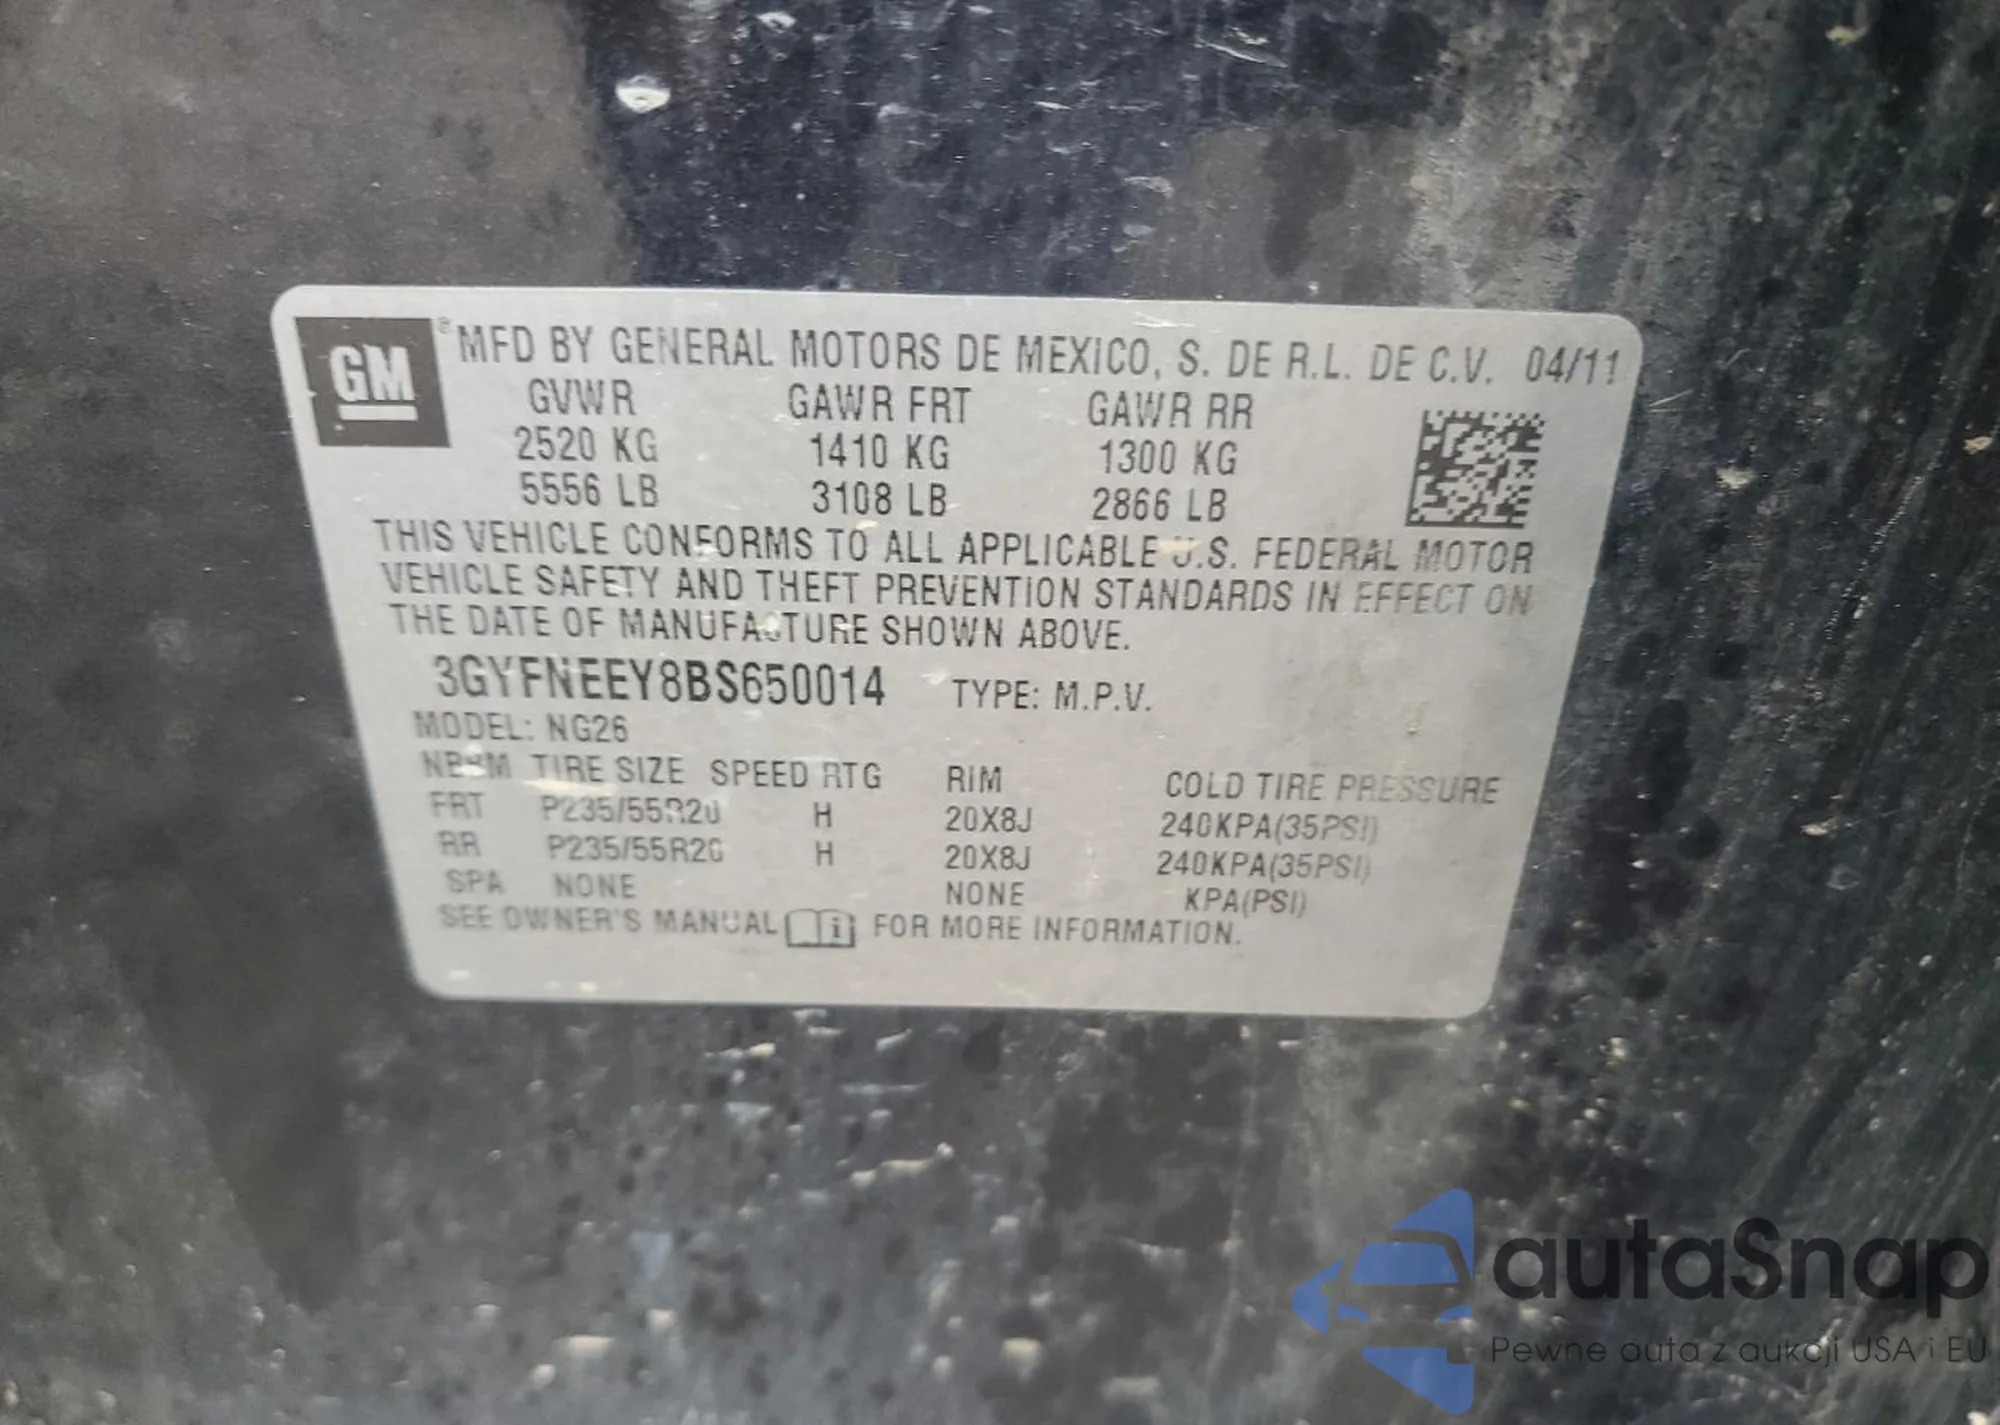 GM
® MFD BY GENERAL MOTORS DE MEXICO, S. DE R.L. DE C.V. 04/11
GVWR GAWR FRT GAWR RR
2520 KG 1410 KG 1300 KG
5556 LB 3108 LB 2866 LB
THIS VEHICLE CONFORMS TO ALL APPLICABLE U.S. FEDERAL MOTOR
VEHICLE SAFETY AND THEFT PREVENTION STANDARDS IN EFFECT ON
THE DATE OF MANUFACTURE SHOWN ABOVE.
3GYFNEEY8BS650014 TYPE: M.P.V.
MODEL: NG26
TIRE SIZE SPEED RTG RIM COLD TIRE PRESSURE
FRT P235/55R20 H 20X8J 240KPA(35PSI)
RR P235/55R20 H 20X8J 240KPA(35PSI)
SPA NONE NONE KPA(PSI)
SEE OWNER'S MANUAL i FOR MORE INFORMATION.
autaSnap
Pewne auta z aukcji USA i EU